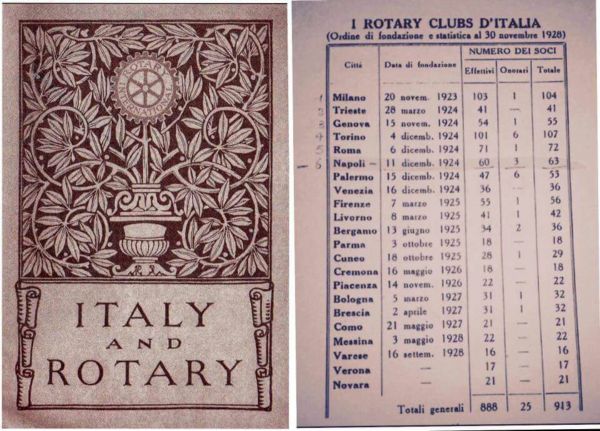 ROTARY
INTERNATIONAL
ITALY
AND
ROTARY
I ROTARY CLUBS D'ITALIA
(Ordine di fondazione e statistica al 30 novembre 1928)
Città Data di fondazione NUMERO DEI SOCI
Effettivi Onorari Totale
1 Milano 20 novem. 1923 103 1 104
2 Trieste 28 marzo 1924 41 — 41
3 Genova 15 novem. 1924 54 1 55
4 Torino 4 dicemb. 1924 101 6 107
5 Roma 6 dicemb. 1924 71 1 72
6 Napoli 11 dicemb. 1924 60 3 63
Palermo 15 dicemb. 1924 47 6 53
Venezia 16 dicemb. 1924 36 — 36
Firenze 7 marzo 1925 55 1 56
Livorno 8 marzo 1925 41 1 42
Bergamo 13 giugno 1925 34 2 36
Parma 3 ottobre 1925 18 — 18
Cuneo 18 ottobre 1925 28 1 29
Cremona 16 maggio 1926 18 — 18
Piacenza 14 novem. 1926 22 — 22
Bologna 5 marzo 1927 31 1 32
Brescia 2 aprile 1927 31 1 32
Como 21 maggio 1927 21 — 21
Messina 3 maggio 1928 22 — 22
Varese 16 settem. 1928 16 — 16
Verona — 17 — 17
Novara — 21 — 21
Totali generali 888 25 913